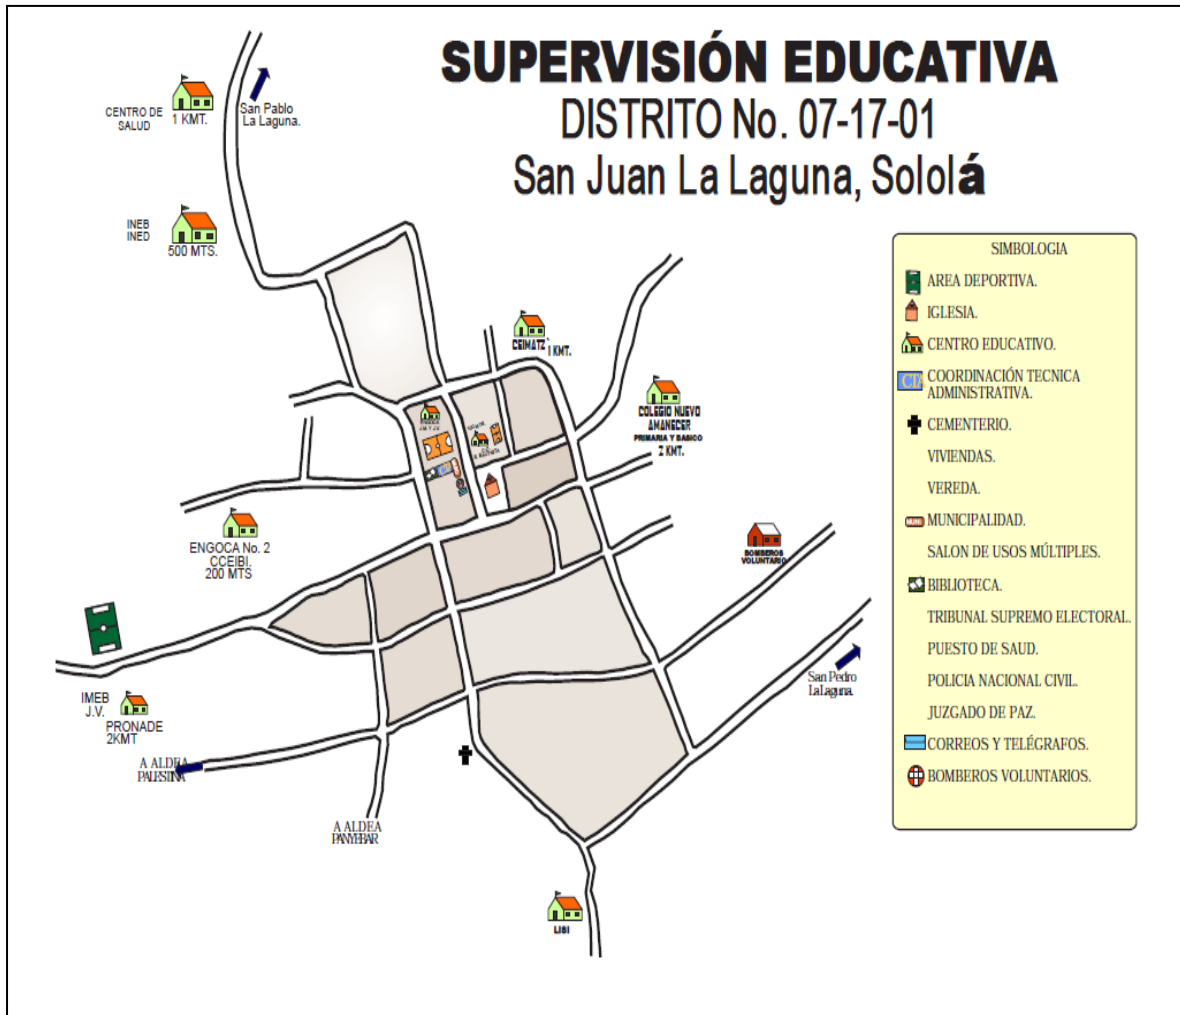 SUPERVISIÓN EDUCATIVA
DISTRITO No. 07-17-01
San Juan La Laguna, Sololá
CENTRO DE
SALUD
1 KMT.
San Pablo
La Laguna.
INEB
INED
500 MTS.
CEIMATZ`
1 KMT.
COLEGIO NUEVO
AMANECER
PRIMARIA Y BASICO
2 KMT.
ENGOCA
J.M. Y J.V.
CTA
ENGOCA No. 2
CCEIBI.
200 MTS
BOMBEROS
VOLUNTARIO
IMEB
J.V.
PRONADE
2KMT
San Pedro
La Laguna.
A ALDEA
PALESTINA
A ALDEA
PANYEBAR
LISI
SIMBOLOGIA
AREA DEPORTIVA.
IGLESIA.
CENTRO EDUCATIVO.
CTA
COORDINACIÓN TECNICA
ADMINISTRATIVA.
CEMENTERIO.
VIVIENDAS.
VEREDA.
MUNI
MUNICIPALIDAD.
SALON DE USOS MÚLTIPLES.
BIBLIOTECA.
TRIBUNAL SUPREMO ELECTORAL.
PUESTO DE SAUD.
POLICIA NACIONAL CIVIL.
JUZGADO DE PAZ.
CORREOS Y TELÉGRAFOS.
BOMBEROS VOLUNTARIOS.